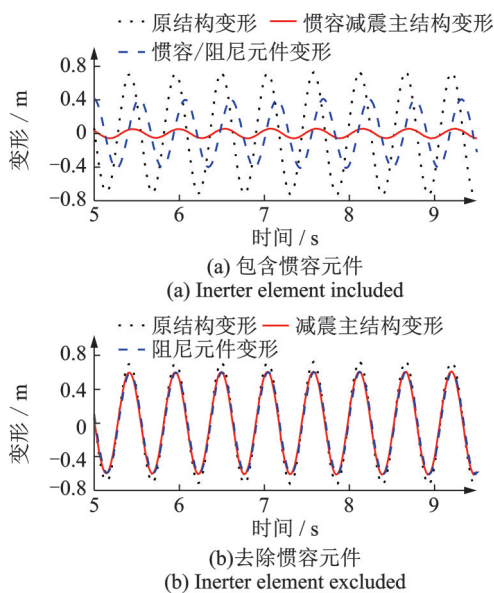 原结构变形 惯容减震主结构变形
惯容/阻尼元件变形
0.8
0.4
0
−0.4
−0.8
变形 / m
5 6 7 8 9
时间 / s
(a) 包含惯容元件
(a) Inerter element included
原结构变形 减震主结构变形
阻尼元件变形
0.8
0.4
0
−0.4
−0.8
变形 / m
5 6 7 8 9
时间 / s
(b)去除惯容元件
(b) Inerter element excluded